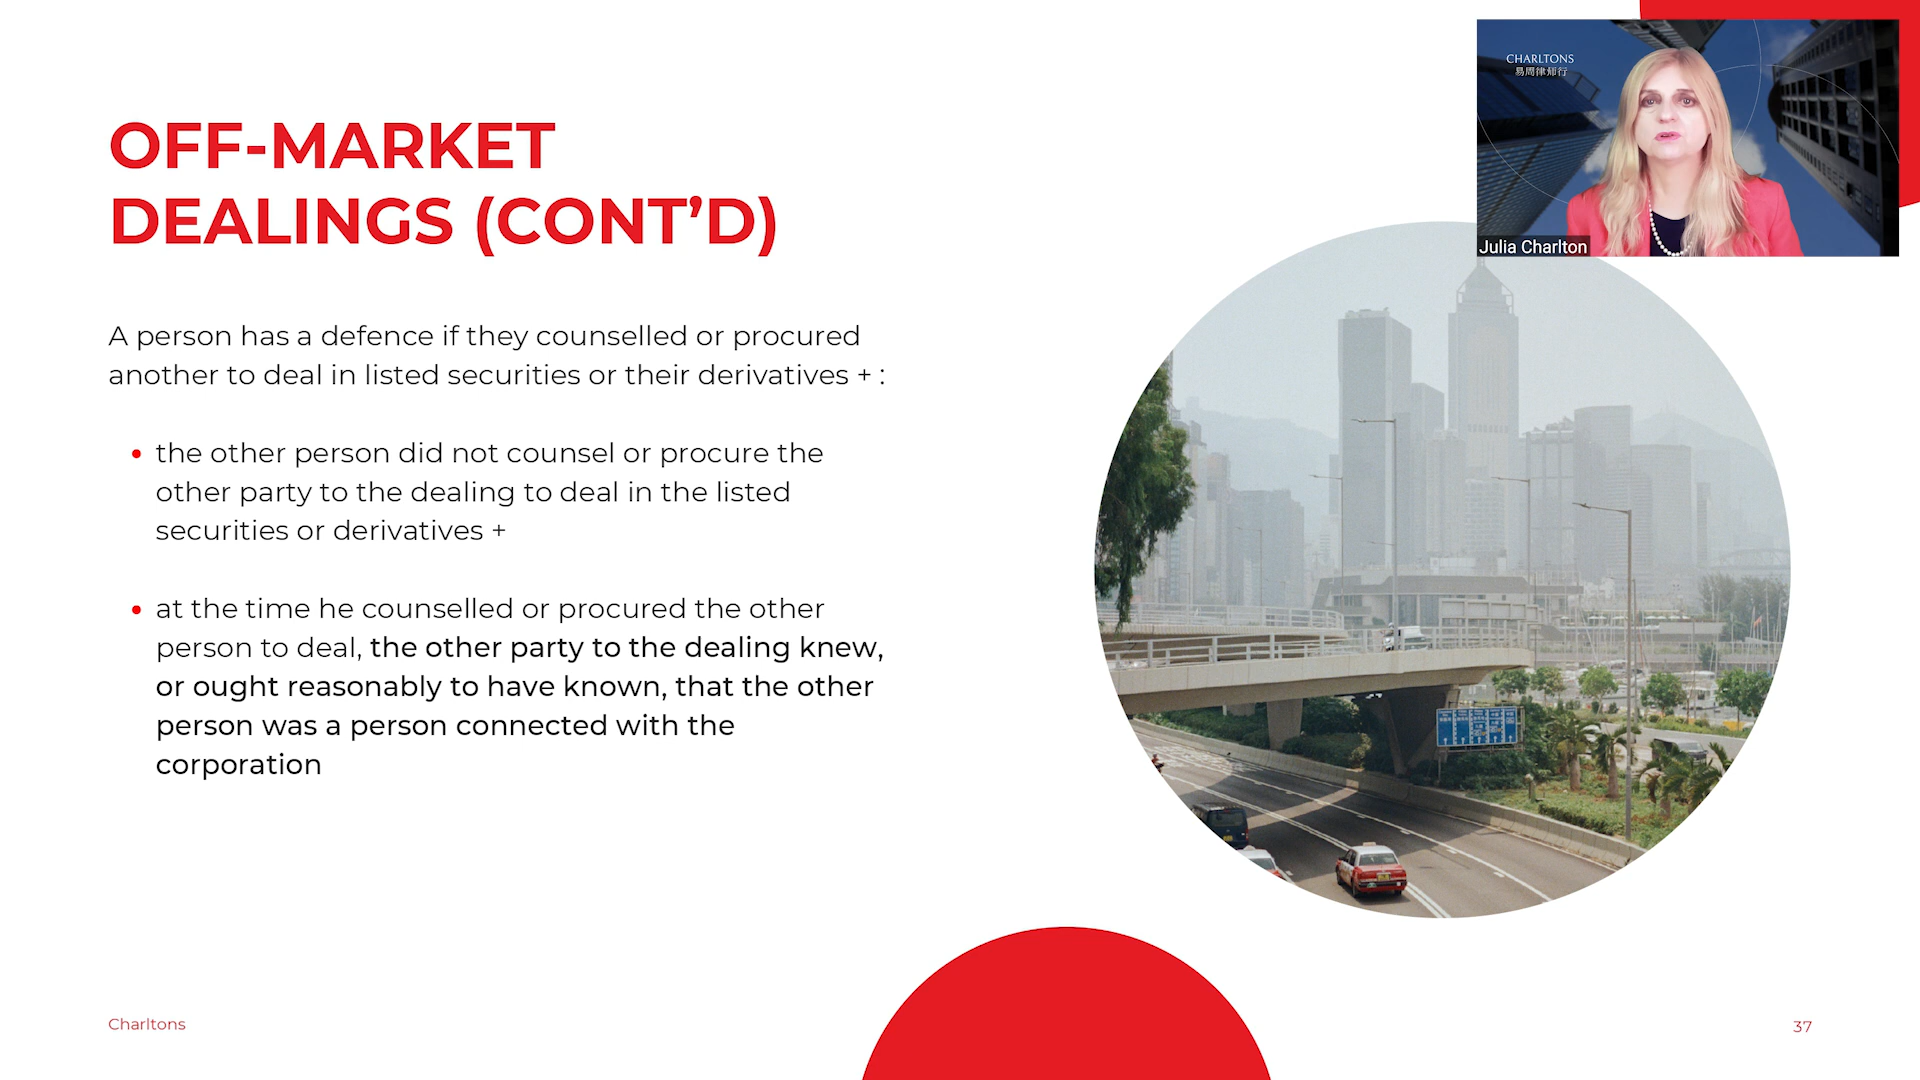 OFF-MARKET
DEALINGS (CONT’D)
A person has a defence if they counselled or procured
another to deal in listed securities or their derivatives + :
• the other person did not counsel or procure the
other party to the dealing to deal in the listed
securities or derivatives +
• at the time he counselled or procured the other
person to deal, the other party to the dealing knew,
or ought reasonably to have known, that the other
person was a person connected with the
corporation
CHARLTONS
易周律师行
Julia Charlton
Charltons
37